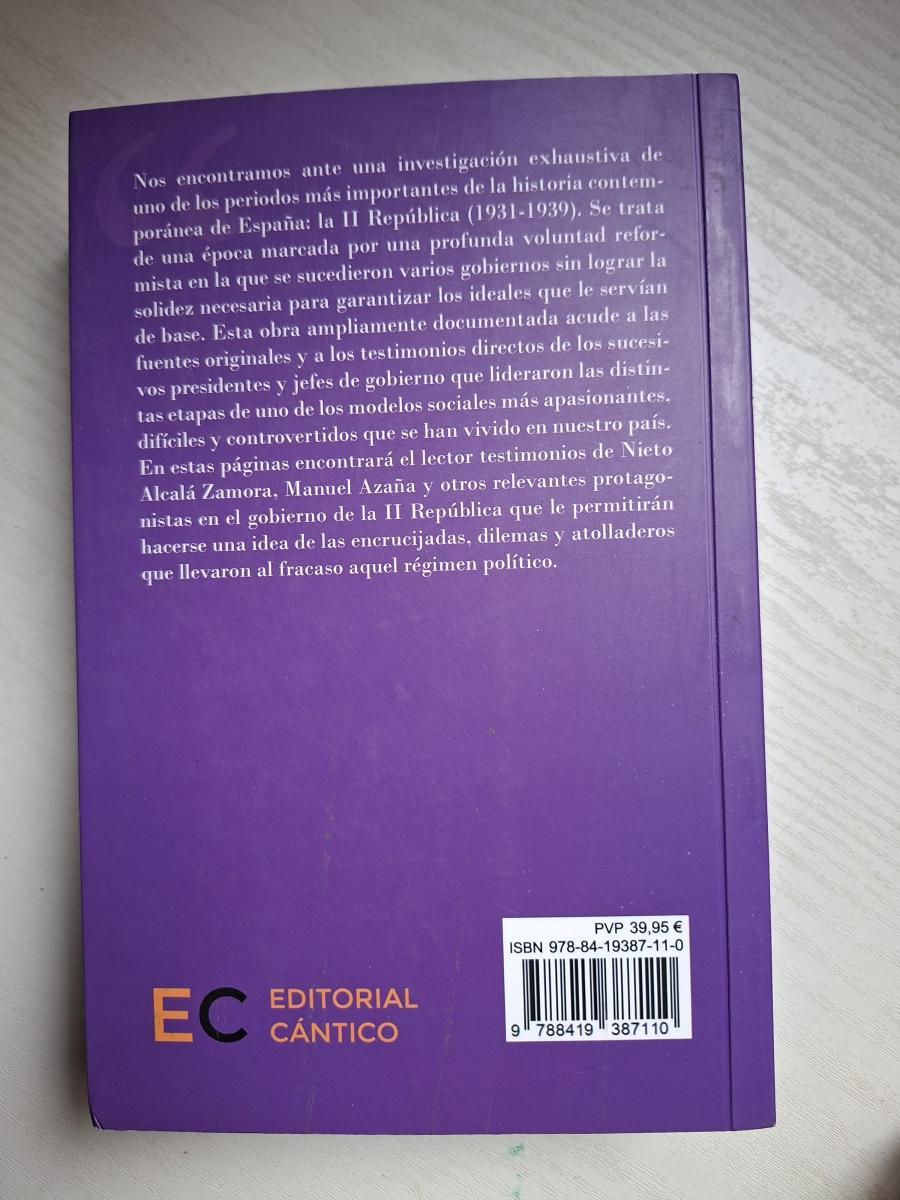 Nos encontramos ante una investigación exhaustiva de
uno de los periodos más importantes de la historia contem-
poránea de España: la II República (1931-1939). Se trata
de una época marcada por una profunda voluntad refor-
mista en la que se sucedieron varios gobiernos sin lograr la
solidez necesaria para garantizar los ideales que le servían
de base. Esta obra ampliamente documentada acude a las
fuentes originales y a los testimonios directos de los sucesi-
vos presidentes y jefes de gobierno que lideraron las distin-
tas etapas de uno de los modelos sociales más apasionantes,
difíciles y controvertidos que se han vivido en nuestro país.
En estas páginas encontrará el lector testimonios de Nieto
Alcalá Zamora, Manuel Azaña y otros relevantes protago-
nistas en el gobierno de la II República que le permitirán
hacerse una idea de las encrucijadas, dilemas y atolladeros
que llevaron al fracaso aquel régimen político.
PVP 39,95 €
ISBN 978-84-19387-11-0
9 788419 387110
EC EDITORIAL
CÁNTICO